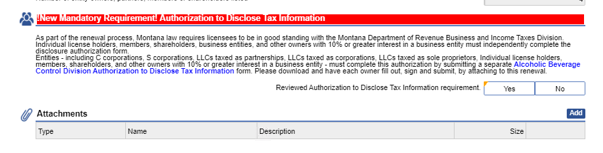 !New Mandatory Requirement! Authorization to Disclose Tax Information
As part of the renewal process, Montana law requires licensees to be in good standing with the Montana Department of Revenue Business and Income Taxes Division.
Individual license holders, members, shareholders, business entities, and other owners with 10% or greater interest in a business entity must independently complete the
disclosure authorization form.
Entities - including C corporations, S corporations, LLCs taxed as partnerships, LLCs taxed as corporations, LLCs taxed as sole proprietors, Individual license holders,
members, shareholders, and other owners with 10% or greater interest in a business entity - must complete this authorization by submitting a separate Alcoholic Beverage
Control Division Authorization to Disclose Tax Information form. Please download and have each owner fill out, sign and submit, by attaching to this renewal.
Reviewed Authorization to Disclose Tax Information requirement. Yes No
Attachments Add
Type Name Description Size